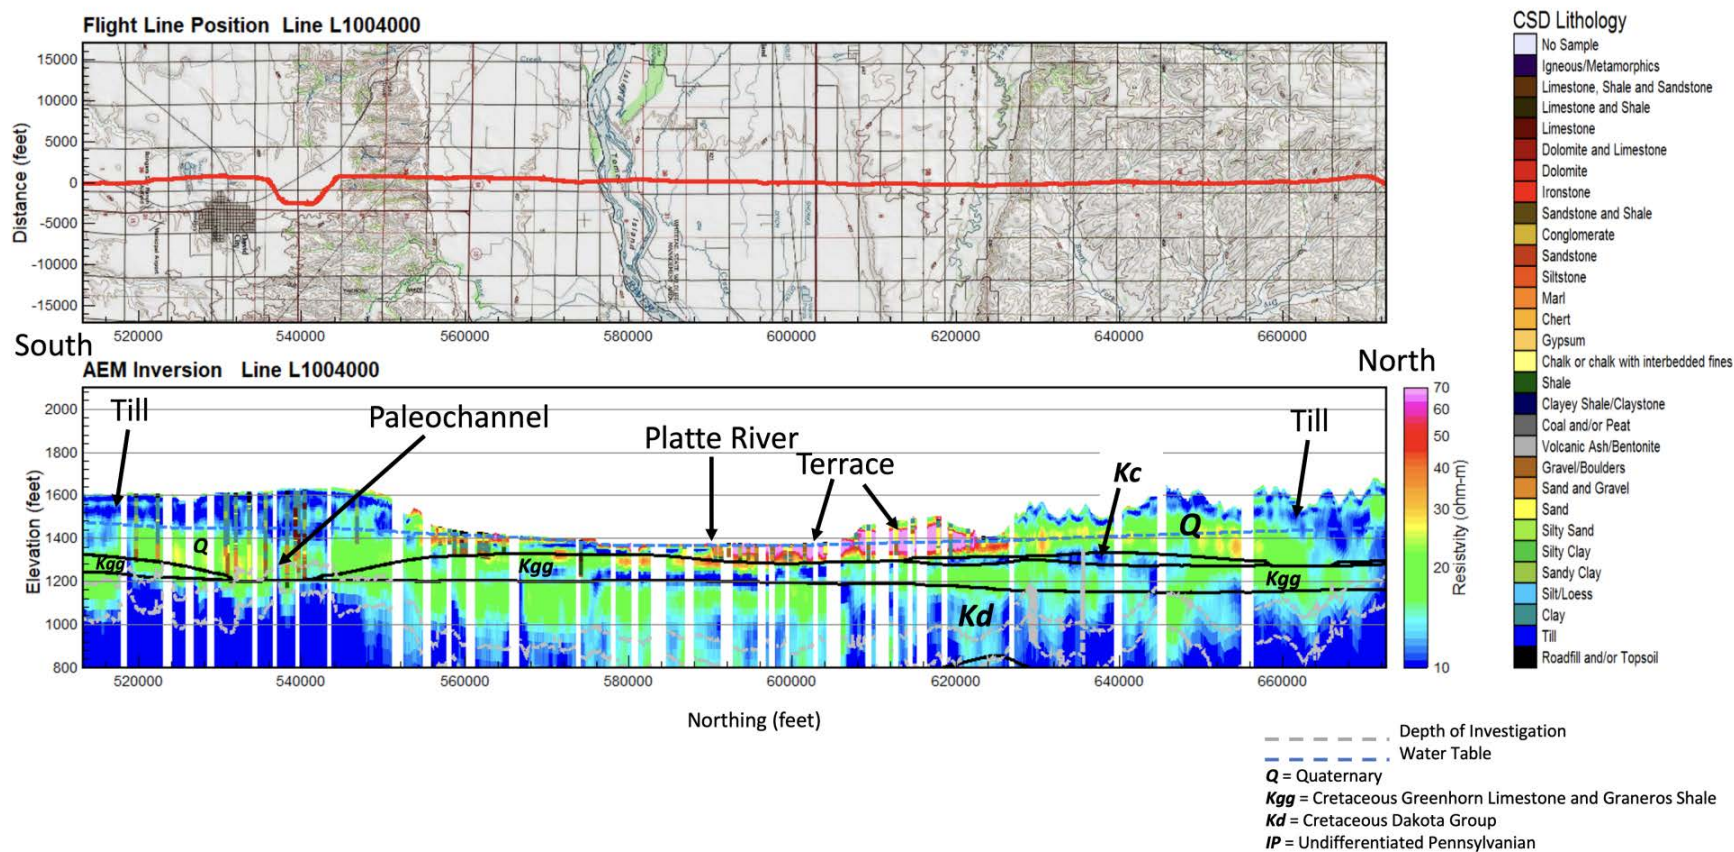 Flight Line Position Line L1004000
Distance (feet)
15000
10000
5000
0
-5000
-10000
-15000
520000 540000 560000 580000 600000 620000 640000 660000
South
North
AEM Inversion Line L1004000
Elevation (feet)
2000
1800
1600
1400
1200
1000
800
Till
Paleochannel
Platte River
Terrace
Kc
Till
Q
Q
Kgg
Kgg
Kgg
Kd
520000 540000 560000 580000 600000 620000 640000 660000
Northing (feet)
70
60
50
40
30
20
10
Resistivity (ohm-m)
CSD Lithology
No Sample
Igneous/Metamorphics
Limestone, Shale and Sandstone
Limestone and Shale
Limestone
Dolomite and Limestone
Dolomite
Ironstone
Sandstone and Shale
Conglomerate
Sandstone
Siltstone
Marl
Chert
Gypsum
Chalk or chalk with interbedded fines
Shale
Clayey Shale/Claystone
Coal and/or Peat
Volcanic Ash/Bentonite
Gravel/Boulders
Sand and Gravel
Sand
Silty Sand
Silty Clay
Sandy Clay
Silt/Loess
Clay
Till
Roadfill and/or Topsoil
Depth of Investigation
Water Table
Q = Quaternary
Kgg = Cretaceous Greenhorn Limestone and Graneros Shale
Kd = Cretaceous Dakota Group
IP = Undifferentiated Pennsylvanian